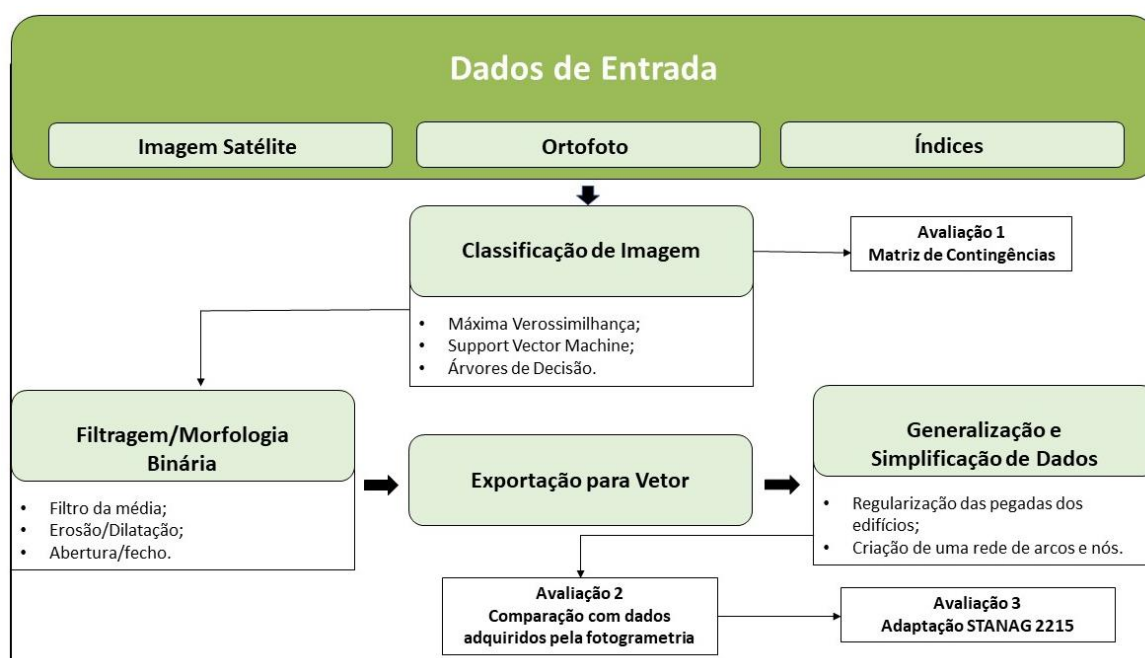 Dados de Entrada
Imagem Satélite
Ortofoto
Índices
Classificação de Imagem
• Máxima Verossimilhança;
• Support Vector Machine;
• Árvores de Decisão.
Avaliação 1
Matriz de Contingências
Filtragem/Morfologia
Binária
• Filtro da média;
• Erosão/Dilatação;
• Abertura/fecho.
Exportação para Vetor
Generalização e
Simplificação de Dados
• Regularização das pegadas dos
edifícios;
• Criação de uma rede de arcos e nós.
Avaliação 2
Comparação com dados
adquiridos pela fotogrametria
Avaliação 3
Adaptação STANAG 2215